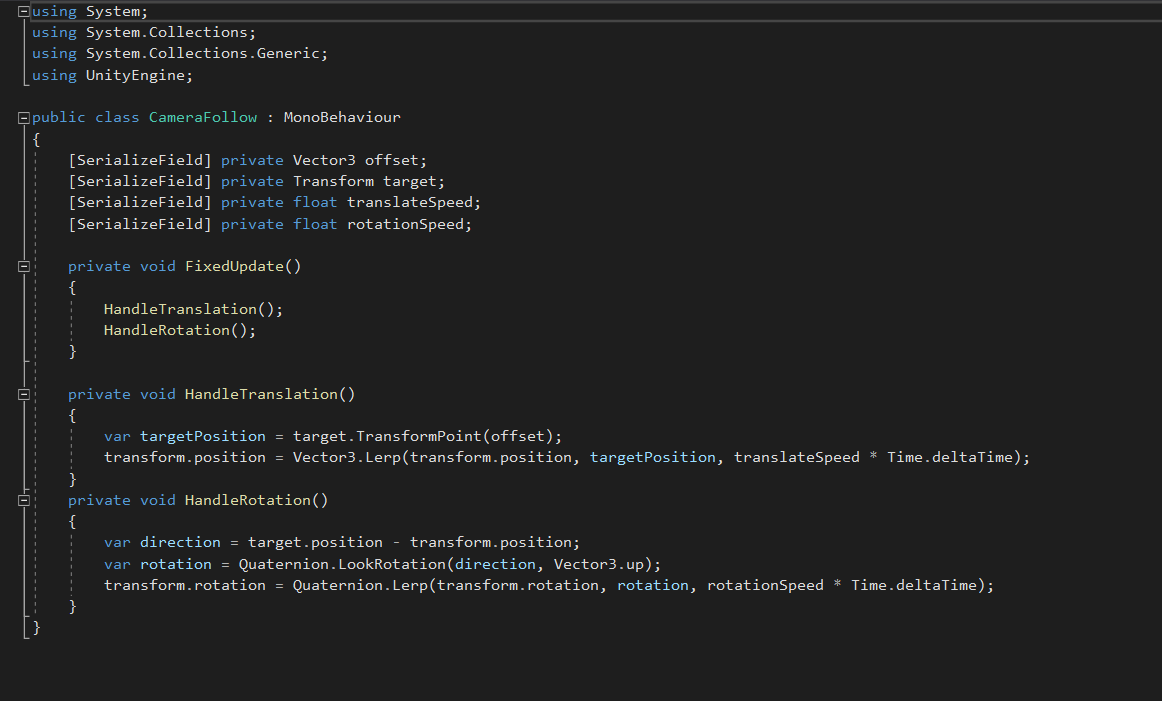 using System;
using System.Collections;
using System.Collections.Generic;
using UnityEngine;

public class CameraFollow : MonoBehaviour
{
    [SerializeField] private Vector3 offset;
    [SerializeField] private Transform target;
    [SerializeField] private float translateSpeed;
    [SerializeField] private float rotationSpeed;

    private void FixedUpdate()
    {
        HandleTranslation();
        HandleRotation();
    }

    private void HandleTranslation()
    {
        var targetPosition = target.TransformPoint(offset);
        transform.position = Vector3.Lerp(transform.position, targetPosition, translateSpeed * Time.deltaTime);
    }
    private void HandleRotation()
    {
        var direction = target.position - transform.position;
        var rotation = Quaternion.LookRotation(direction, Vector3.up);
        transform.rotation = Quaternion.Lerp(transform.rotation, rotation, rotationSpeed * Time.deltaTime);
    }
}